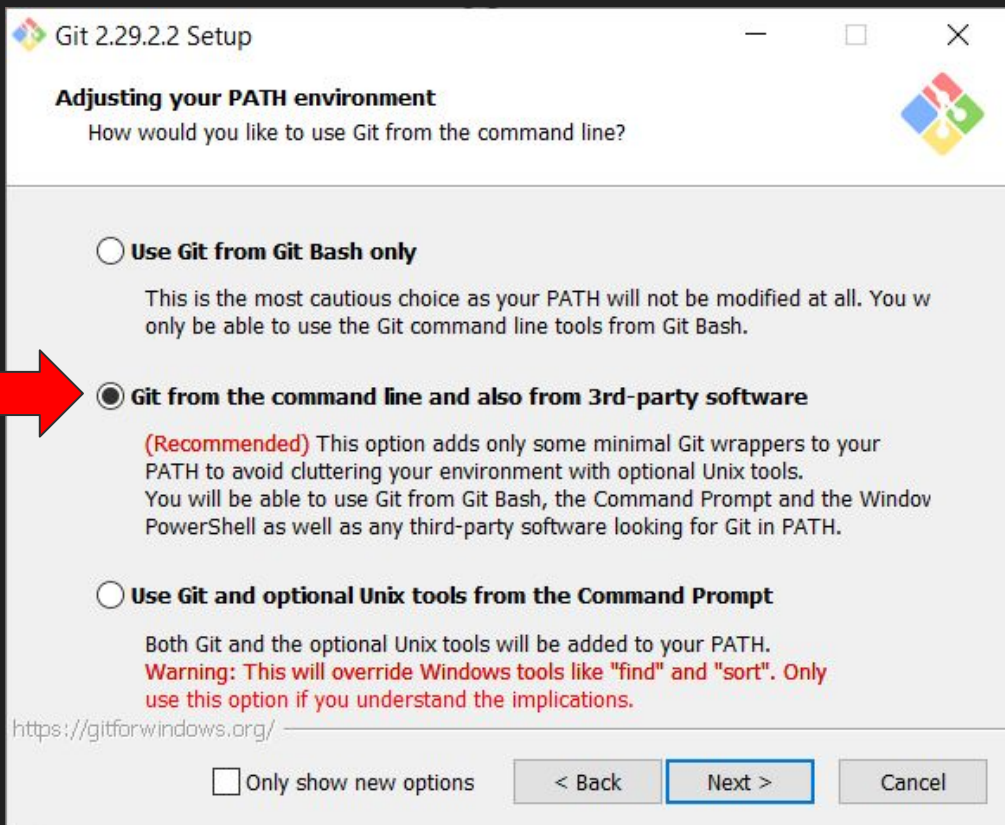 Git 2.29.2.2 Setup
Adjusting your PATH environment
How would you like to use Git from the command line?
Use Git from Git Bash only
This is the most cautious choice as your PATH will not be modified at all. You w
only be able to use the Git command line tools from Git Bash.
Git from the command line and also from 3rd-party software
(Recommended) This option adds only some minimal Git wrappers to your
PATH to avoid cluttering your environment with optional Unix tools.
You will be able to use Git from Git Bash, the Command Prompt and the Window
PowerShell as well as any third-party software looking for Git in PATH.
Use Git and optional Unix tools from the Command Prompt
Both Git and the optional Unix tools will be added to your PATH.
Warning: This will override Windows tools like "find" and "sort". Only
use this option if you understand the implications.
https://gitforwindows.org/
Only show new options
< Back
Next >
Cancel